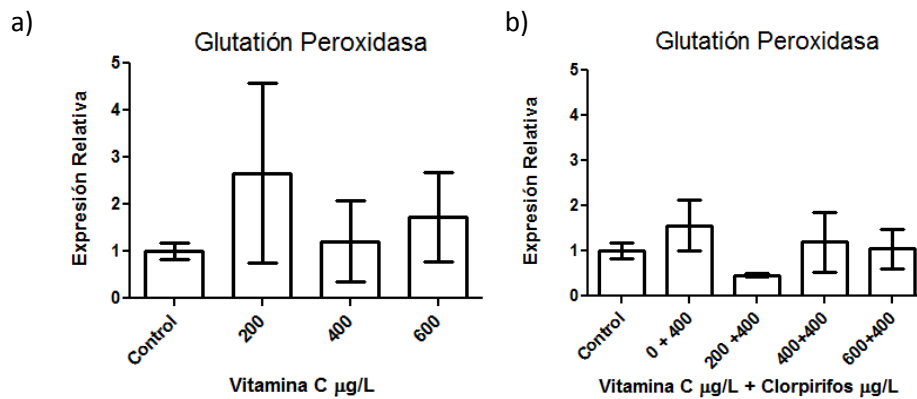 a)
Glutatión Peroxidasa
Expresión Relativa
5
4
3
2
1
0
Control
200
400
600
Vitamina C µg/L
b)
Glutatión Peroxidasa
Expresión Relativa
5
4
3
2
1
0
Control
0 + 400
200 +400
400+400
600+400
Vitamina C µg/L + Clorpirifos µg/L